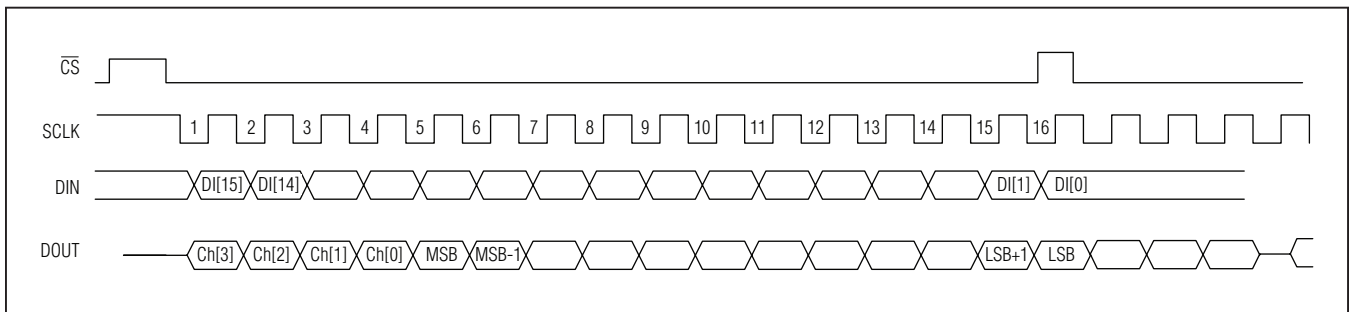 CS
SCLK 1 2 3 4 5 6 7 8 9 10 11 12 13 14 15 16
DIN DI[15] DI[14] DI[1] DI[0]
DOUT Ch[3] Ch[2] Ch[1] Ch[0] MSB MSB-1 LSB+1 LSB